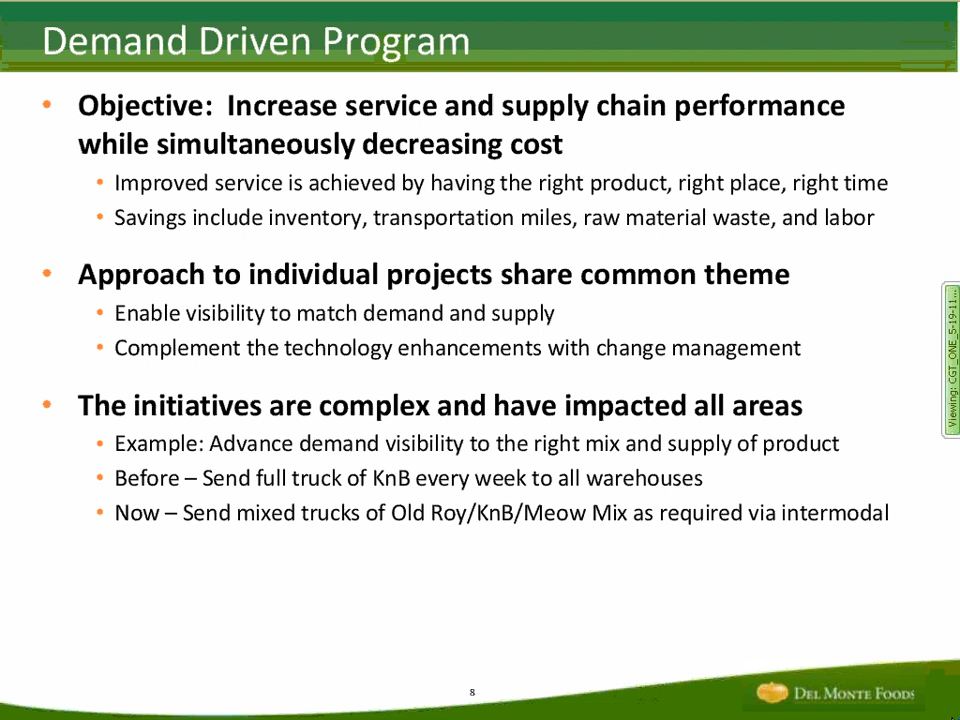 Demand Driven Program
• Objective: Increase service and supply chain performance
while simultaneously decreasing cost
• Improved service is achieved by having the right product, right place, right time
• Savings include inventory, transportation miles, raw material waste, and labor
• Approach to individual projects share common theme
• Enable visibility to match demand and supply
• Complement the technology enhancements with change management
• The initiatives are complex and have impacted all areas
• Example: Advance demand visibility to the right mix and supply of product
• Before – Send full truck of KnB every week to all warehouses
• Now – Send mixed trucks of Old Roy/KnB/Meow Mix as required via intermodal
Viewing: CGT_ONE_5-19-11...
8
DEL MONTE FOODS